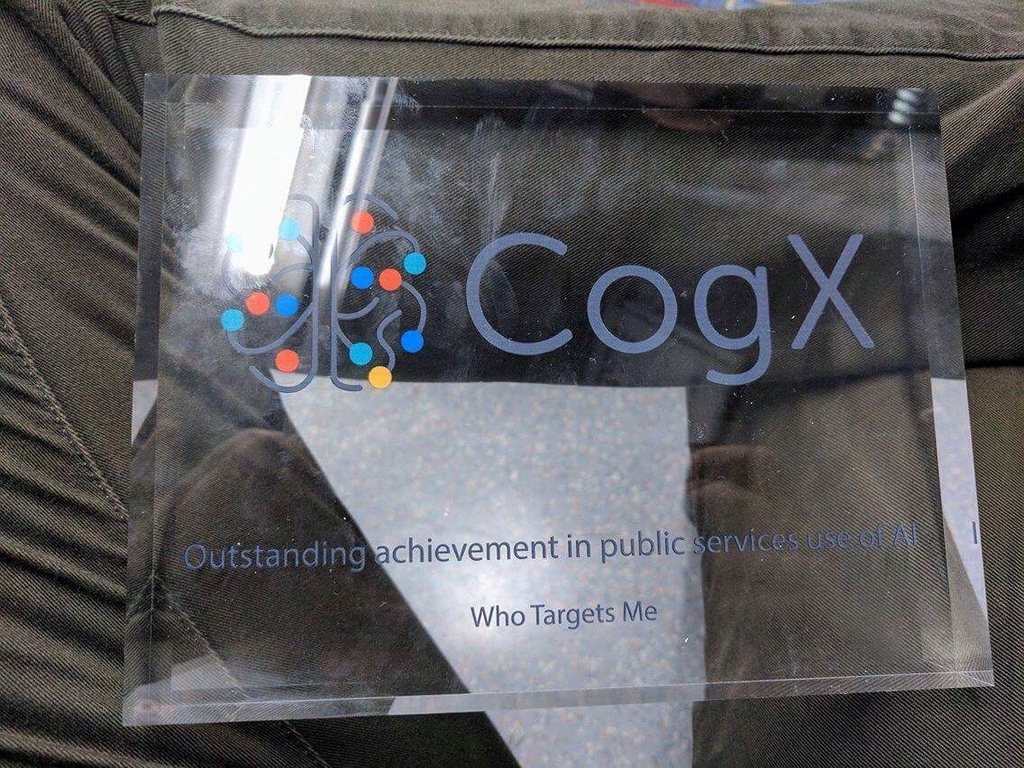 CogX
Outstanding achievement in public services use of AI
Who Targets Me